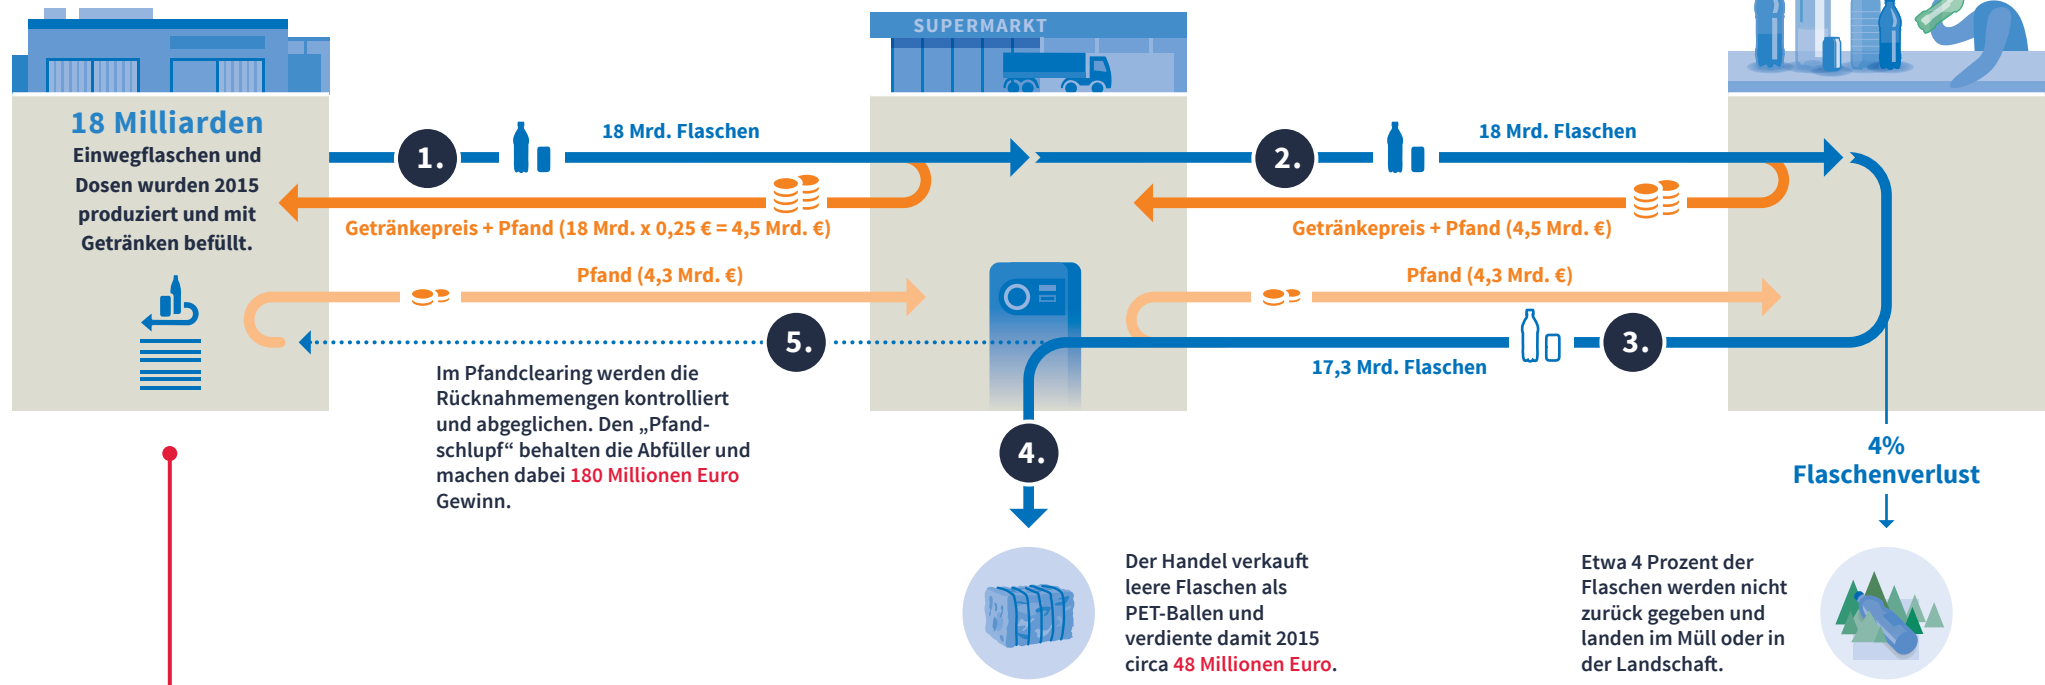 SUPERMARKT
18 Milliarden
Einwegflaschen und
Dosen wurden 2015
produziert und mit
Getränken befüllt.
1.
18 Mrd. Flaschen
Getränkepreis + Pfand (18 Mrd. x 0,25 € = 4,5 Mrd. €)
2.
18 Mrd. Flaschen
Getränkepreis + Pfand (4,5 Mrd. €)
Pfand (4,3 Mrd. €)
Pfand (4,3 Mrd. €)
5.
3.
17,3 Mrd. Flaschen
Im Pfandclearing werden die
Rücknahmemengen kontrolliert
und abgeglichen. Den „Pfand-
schlupf“ behalten die Abfüller und
machen dabei 180 Millionen Euro
Gewinn.
4.
4%
Flaschenverlust
Der Handel verkauft
leere Flaschen als
PET-Ballen und
verdiente damit 2015
circa 48 Millionen Euro.
Etwa 4 Prozent der
Flaschen werden nicht
zurück gegeben und
landen im Müll oder in
der Landschaft.